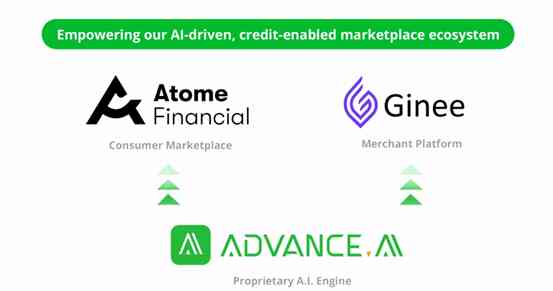 Empowering our AI-driven, credit-enabled marketplace ecosystem
Atome
Financial
Consumer Marketplace
Ginee
Merchant Platform
ADVANCE.AI
Proprietary A.I. Engine